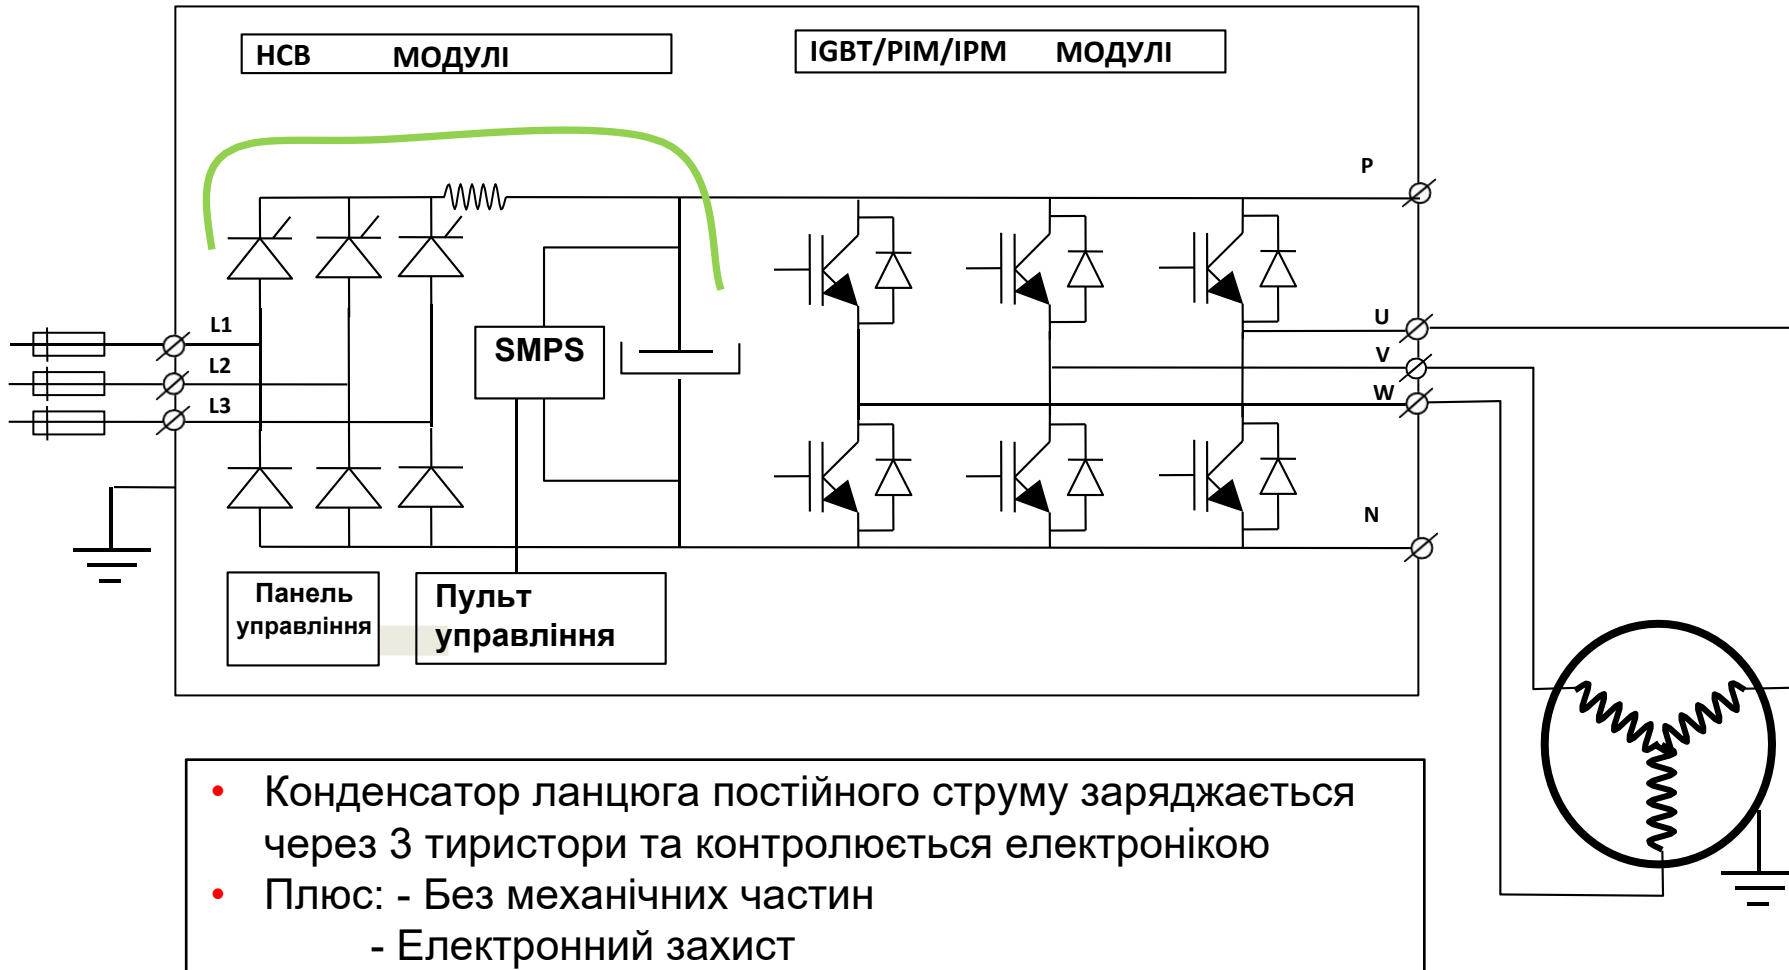 НСВ МОДУЛІ
IGBT/PIM/IPM МОДУЛІ
P
L1
L2
L3
SMPS
U
V
W
N
Панель
управління
Пульт
управління
• Конденсатор ланцюга постійного струму заряджається
через 3 тиристори та контролюється електронікою
• Плюс: - Без механічних частин
- Електронний захист